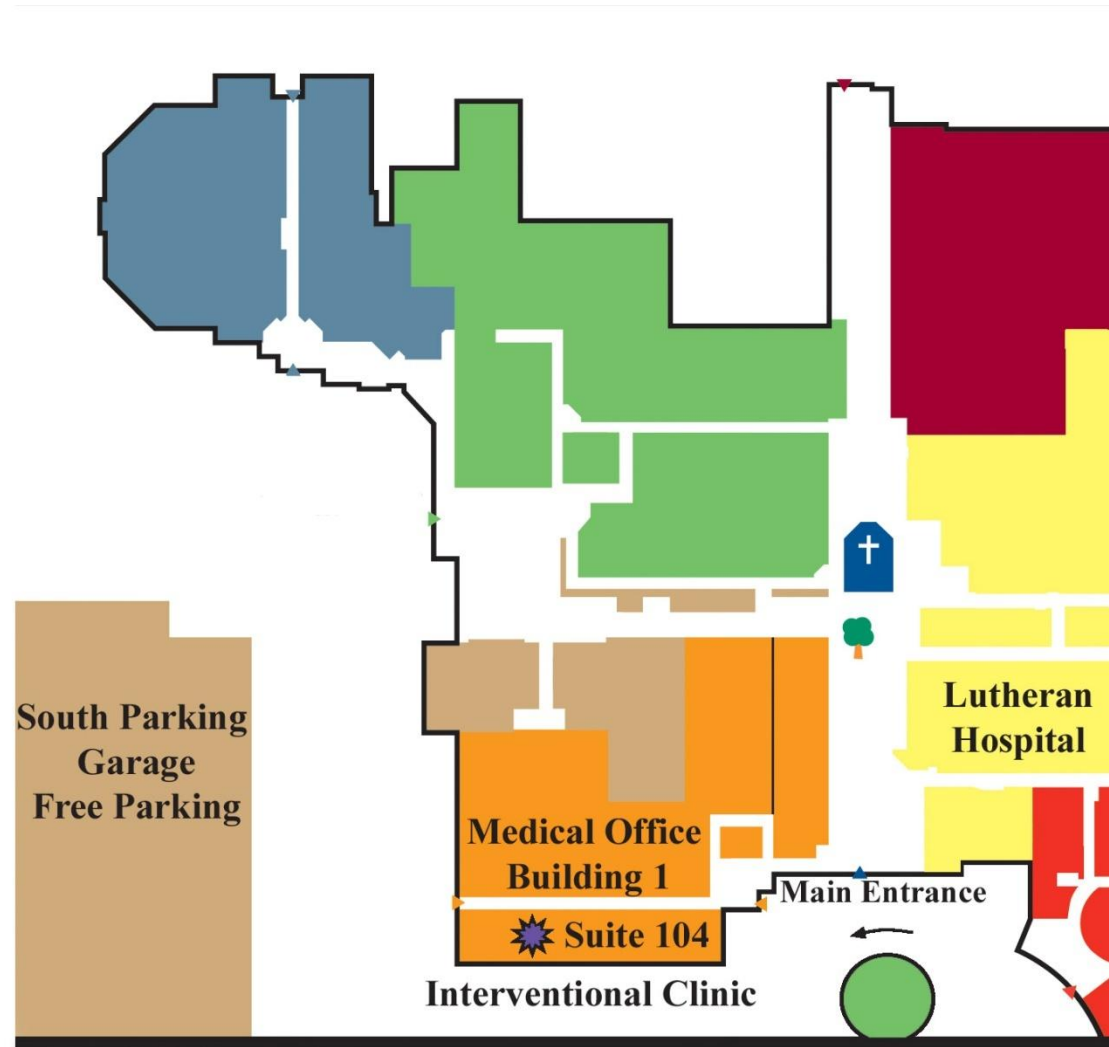 South Parking
Garage
Free Parking
Lutheran
Hospital
Medical Office
Building 1
Main Entrance
Suite 104
Interventional Clinic